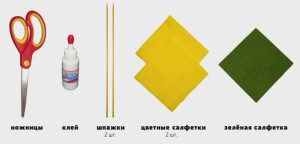 ножницы
клей
шпажки
2 шт.
цветные салфетки
2 шт.
зелёная салфетка